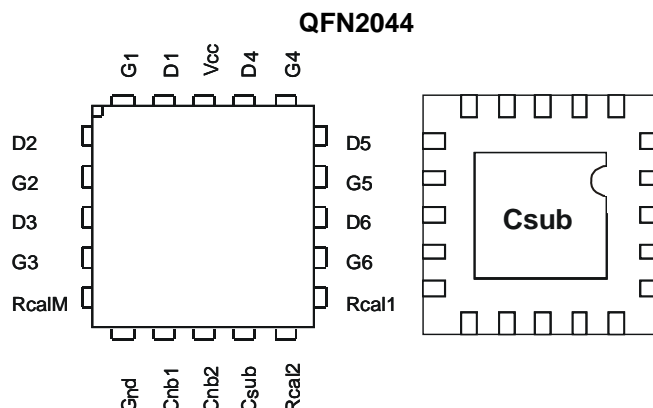 QFN2044
G1 D1 Vcc D4 G4
D2 D5
G2 G5
D3 D6
G3 G6
RcalM Rcal1
Gnd Cnb1 Cnb2 Csub Rcal2
Csub